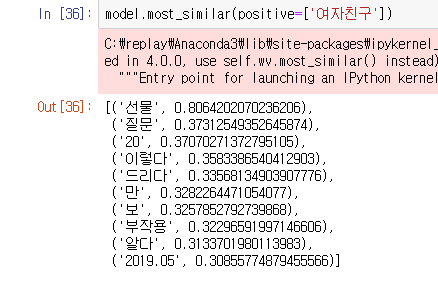 In [36]: model.most_similar(positive=['여자친구'])
C:\replay\Anaconda3\lib\site-packages\ipykernel_
ed in 4.0.0, use self.wv.most_similar() instead)
"""Entry point for launching an IPython kernel
Out[36]: [('선물', 0.8064202070236206),
('질문', 0.37312549352645874),
('20', 0.37070271372795105),
('이렇다', 0.3583386540412903),
('드리다', 0.33568134903907776),
('만', 0.3282264471054077),
('보', 0.3257852792739868),
('부작용', 0.32296591997146606),
('알다', 0.3133701980113983),
('2019.05', 0.30855774879455566)]